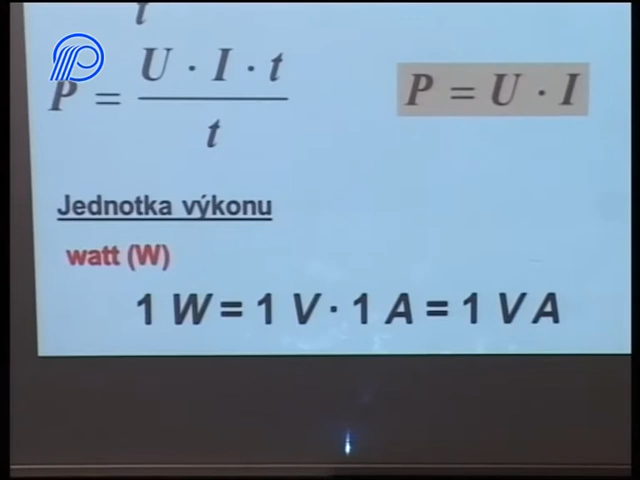 t
P = U · I · t / t
P = U · I
Jednotka výkonu
watt (W)
1 W = 1 V · 1 A = 1 VA